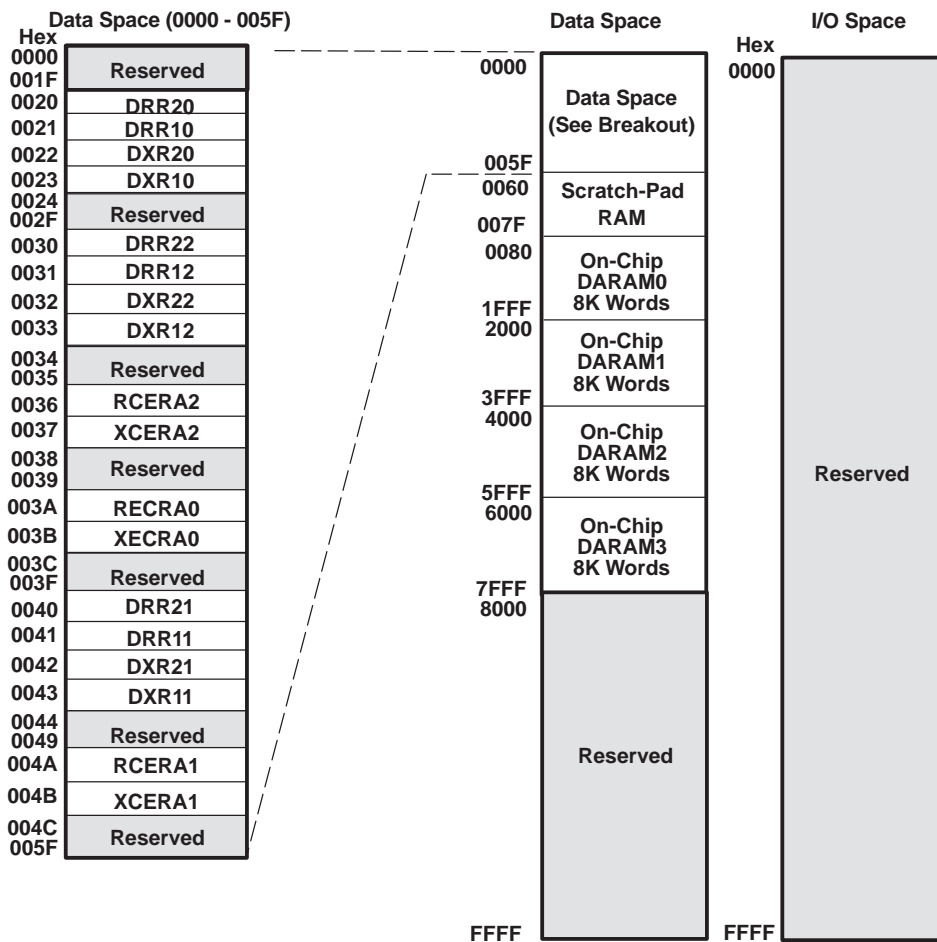 Data Space (0000 - 005F)
Hex
0000
001F
Reserved
0020
DRR20
0021
DRR10
0022
DXR20
0023
DXR10
0024
002F
Reserved
0030
DRR22
0031
DRR12
0032
DXR22
0033
DXR12
0034
0035
Reserved
0036
RCERA2
0037
XCERA2
0038
0039
Reserved
003A
RECRA0
003B
XECRA0
003C
003F
Reserved
0040
DRR21
0041
DRR11
0042
DXR21
0043
DXR11
0044
0049
Reserved
004A
RCERA1
004B
XCERA1
004C
005F
Reserved
Data Space
0000
Data Space
(See Breakout)
005F
0060
Scratch-Pad
RAM
007F
0080
On-Chip
DARAM0
8K Words
1FFF
2000
On-Chip
DARAM1
8K Words
3FFF
4000
On-Chip
DARAM2
8K Words
5FFF
6000
On-Chip
DARAM3
8K Words
7FFF
8000
Reserved
FFFF
I/O Space
Hex
0000
Reserved
FFFF